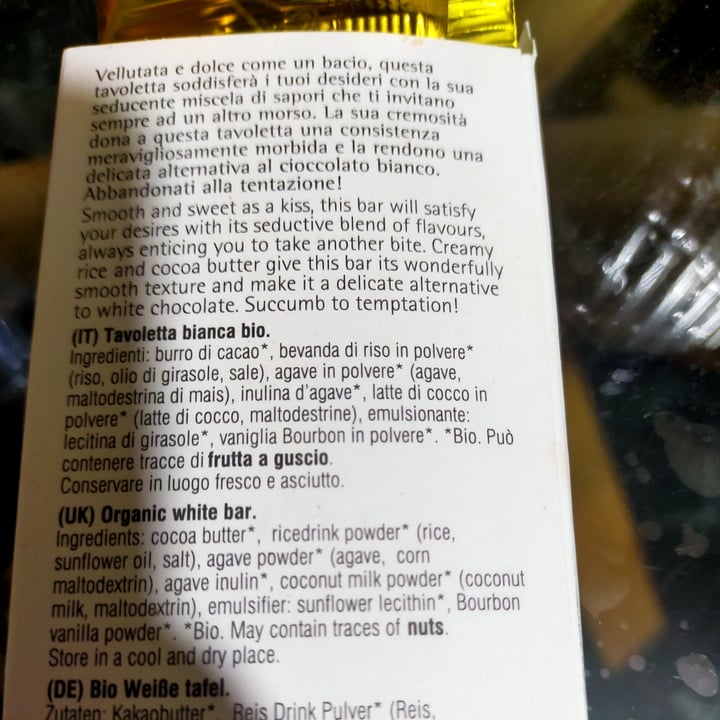 Vellutata e dolce come un bacio, questa
tavoletta soddisferà i tuoi desideri con la sua
seducente miscela di sapori che ti invitano
sempre ad un altro morso. La sua cremosità
dona a questa tavoletta una consistenza
meravigliosamente morbida e la rendono una
delicata alternativa al cioccolato bianco.
Abbandonati alla tentazione!
Smooth and sweet as a kiss, this bar will satisfy
your desires with its seductive blend of flavours,
always enticing you to take another bite. Creamy
rice and cocoa butter give this bar its wonderfully
smooth texture and make it a delicate alternative
to white chocolate. Succumb to temptation!
(IT) Tavoletta bianca bio.
Ingredienti: burro di cacao*, bevanda di riso in polvere*
(riso, olio di girasole, sale), agave in polvere* (agave,
maltodestrina di mais), inulina d'agave*, latte di cocco in
polvere* (latte di cocco, maltodestrine), emulsionante:
lecitina di girasole*, vaniglia Bourbon in polvere*. *Bio. Può
contenere tracce di frutta a guscio.
Conservare in luogo fresco e asciutto.
(UK) Organic white bar.
Ingredients: cocoa butter*, ricedrink powder* (rice,
sunflower oil, salt), agave powder* (agave, corn
maltodextrin), agave inulin*, coconut milk powder* (coconut
milk, maltodextrin), emulsifier: sunflower lecithin*, Bourbon
vanilla powder*. *Bio. May contain traces of nuts.
Store in a cool and dry place.
(DE) Bio Weiße tafel.
Zutaten: Kakaobutter*, Reis Drink Pulver* (Reis,